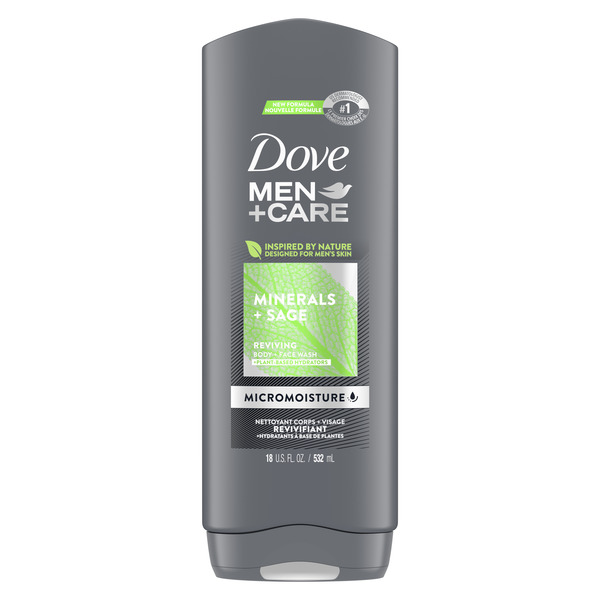 NEW FORMULA
NOUVELLE FORMULE
#1
Dove
MEN
+CARE
INSPIRED BY NATURE
DESIGNED FOR MEN'S SKIN
MINERALS
+ SAGE
REVIVING
BODY + FACE WASH
+PLANT-BASED HYDRATORS
MICROMOISTURE
NETTOYANT CORPS + VISAGE
REVIVIFIANT
+HYDRATANTS À BASE DE PLANTES
18 U.S. FL. OZ. / 532 mL